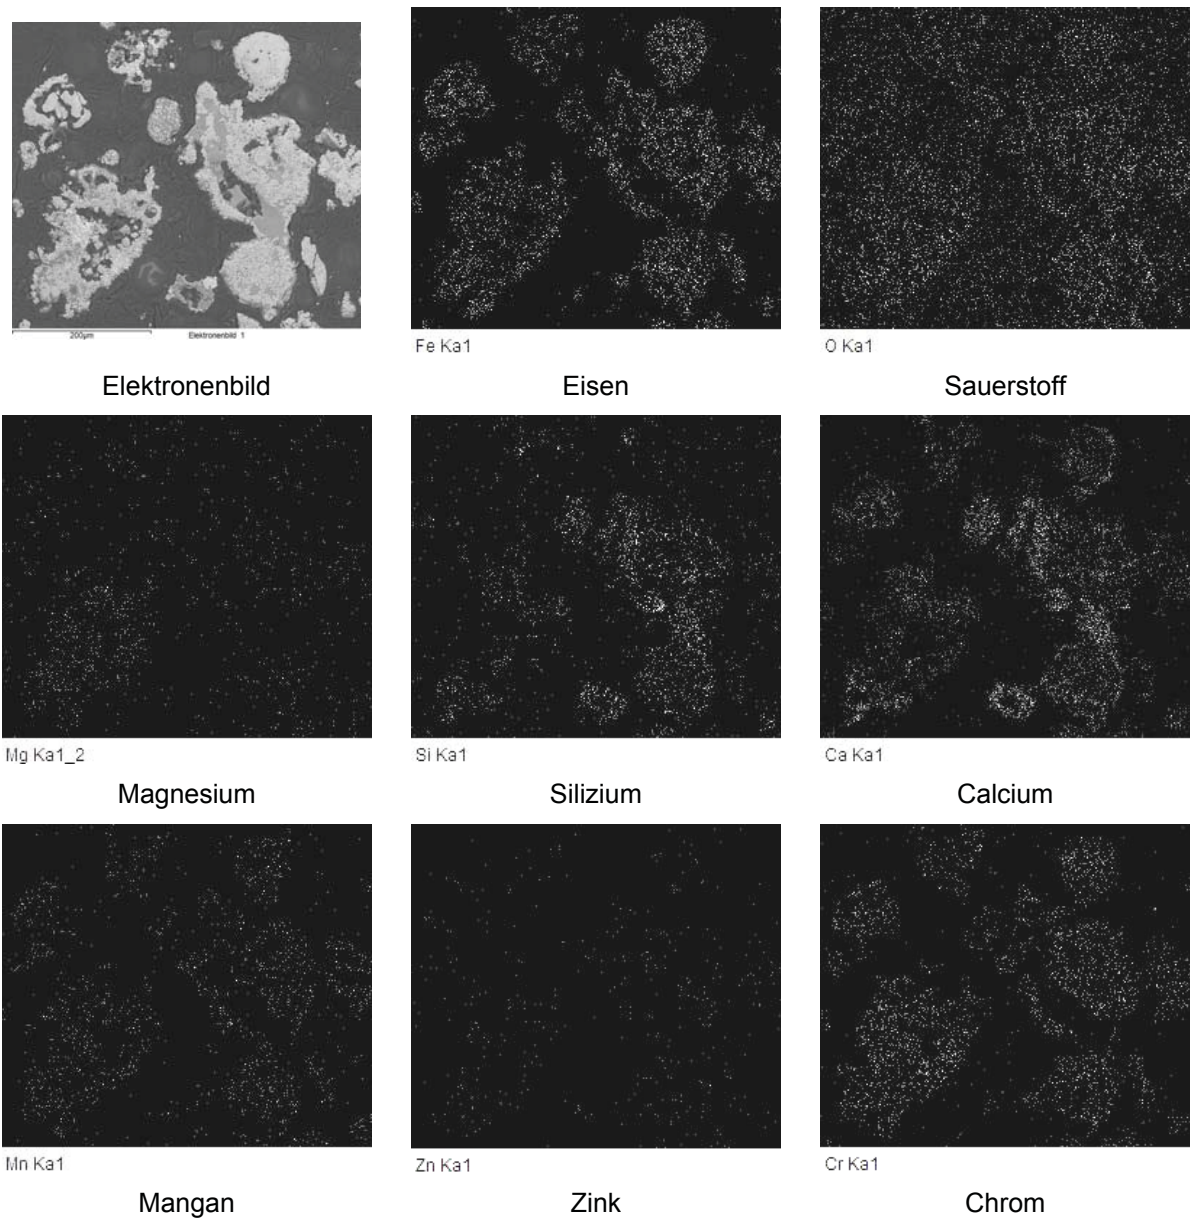 200µm Elektronenbild 1
Fe Ka1
O Ka1
Elektronenbild
Eisen
Sauerstoff
Mg Ka1_2
Si Ka1
Ca Ka1
Magnesium
Silizium
Calcium
Mn Ka1
Zn Ka1
Cr Ka1
Mangan
Zink
Chrom